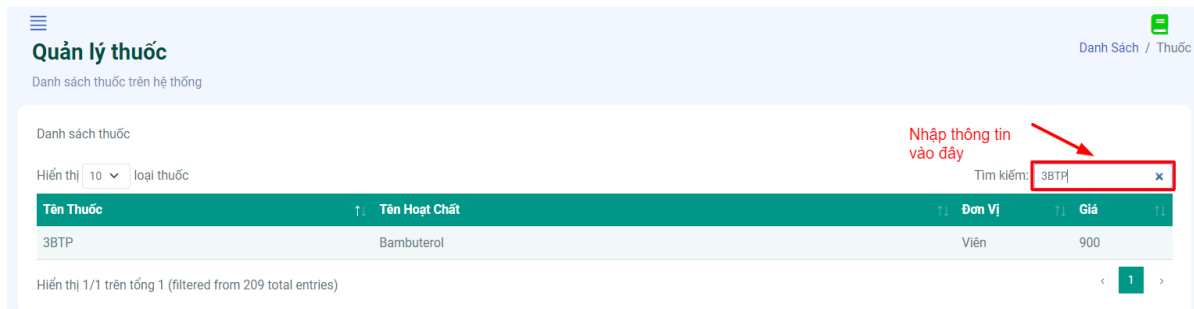 Quản lý thuốc
Danh Sách / Thuốc
Danh sách thuốc trên hệ thống
Danh sách thuốc
Nhập thông tin
vào đây
Hiển thị 10 loại thuốc
Tìm kiếm: 3BTP ×
Tên Thuốc Tên Hoạt Chất Đơn Vị Giá
3BTP Bambuterol Viên 900
Hiển thị 1/1 trên tổng 1 (filtered from 209 total entries)
‹ 1 ›